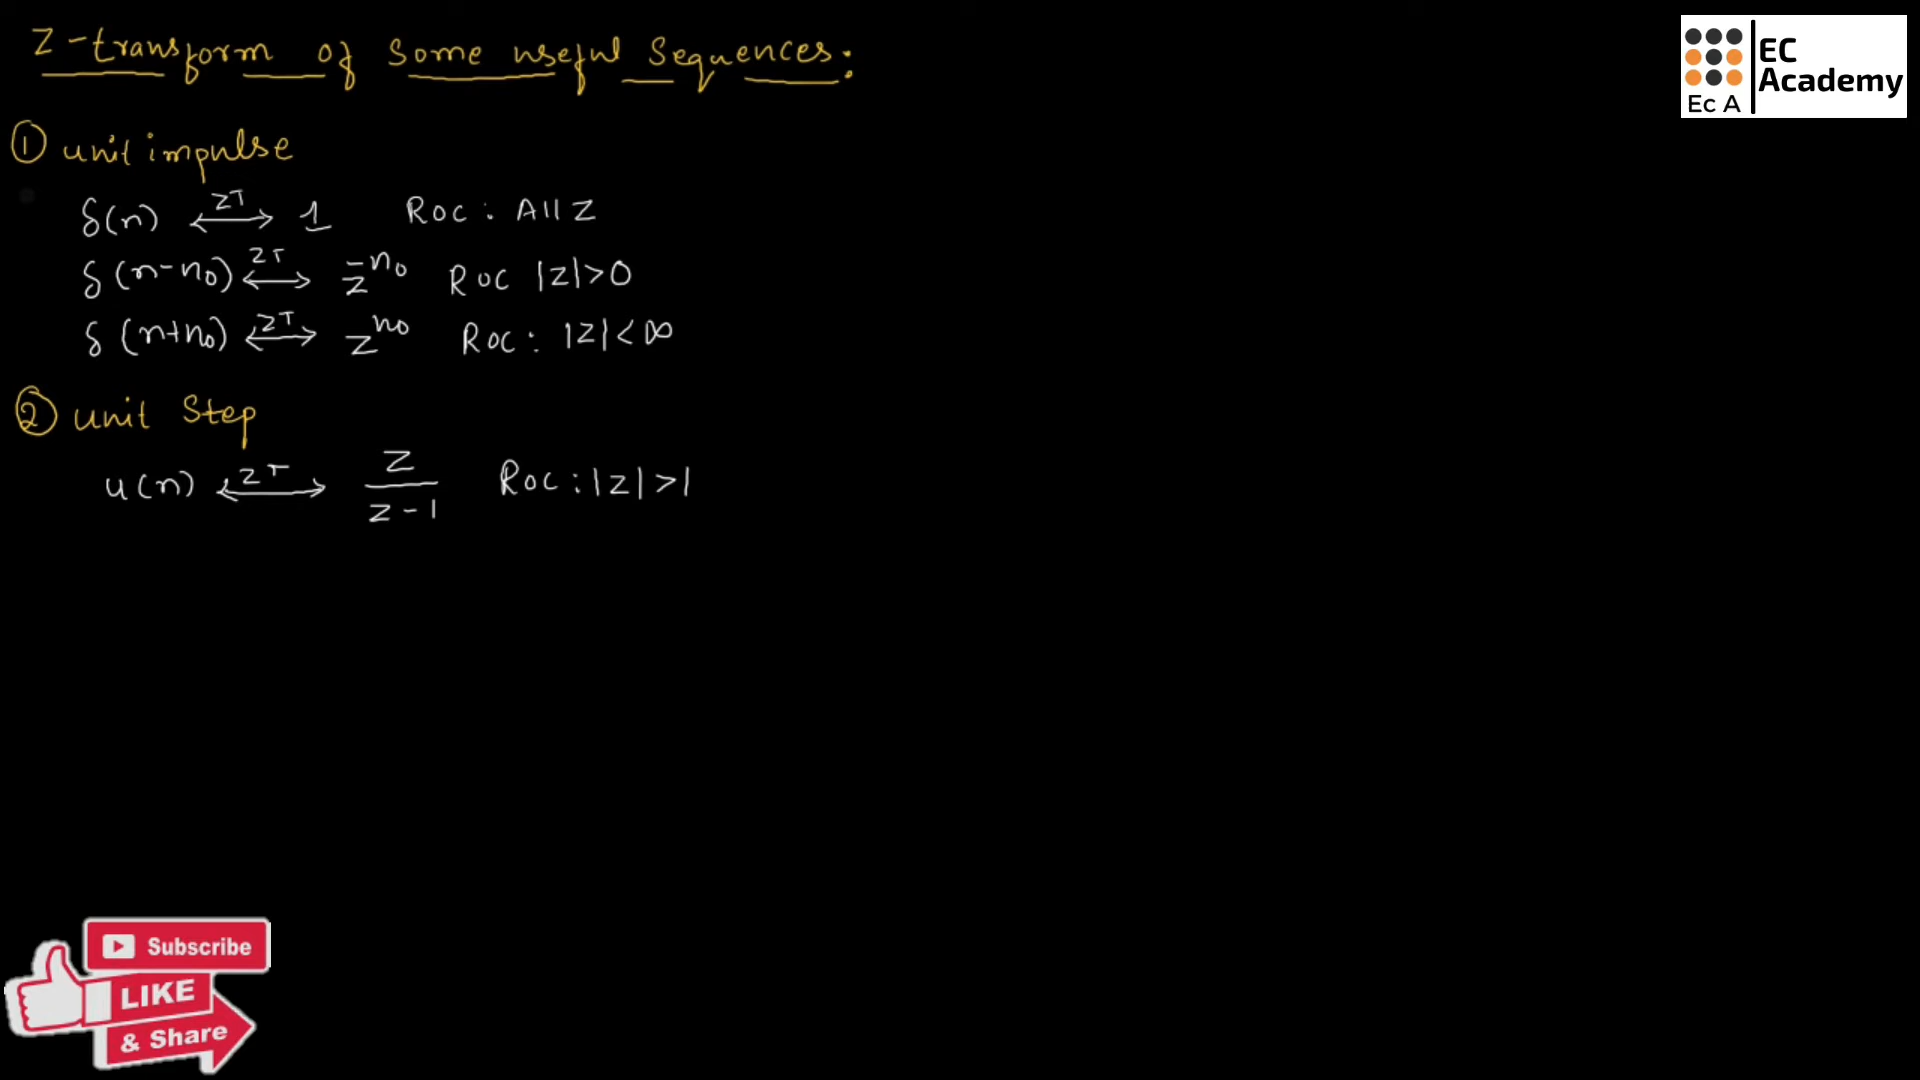 Z-transform of Some useful Sequences:
EC
Academy
Ec A
① unit impulse
δ(n) ⟷ ZT 1 Roc: All Z
δ(n-n₀) ⟷ ZT z⁻ⁿ⁰ Roc |z|>0
δ(n+n₀) ⟷ ZT zⁿ⁰ Roc: |z|<∞
② unit Step
u(n) ⟷ ZT z/(z-1) Roc: |z|>1
Subscribe
LIKE
& Share